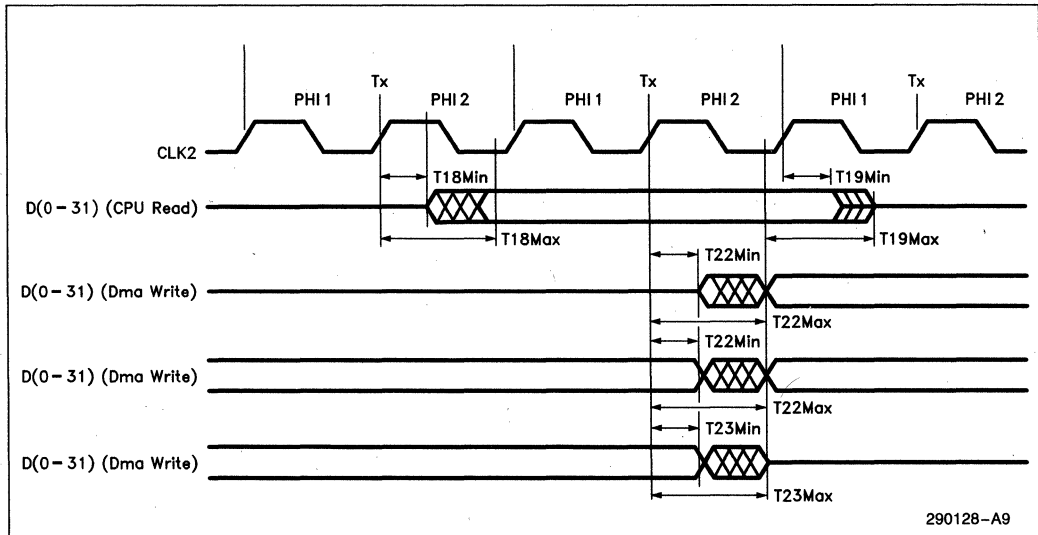 Tx Tx Tx
PHI 1 PHI 2 PHI 1 PHI 2 PHI 1 PHI 2
CLK2
T18Min T19Min
D(0-31) (CPU Read)
T18Max T19Max
T22Min
D(0-31) (Dma Write)
T22Max
T22Min
D(0-31) (Dma Write)
T22Max
T23Min
D(0-31) (Dma Write)
T23Max
290128-A9